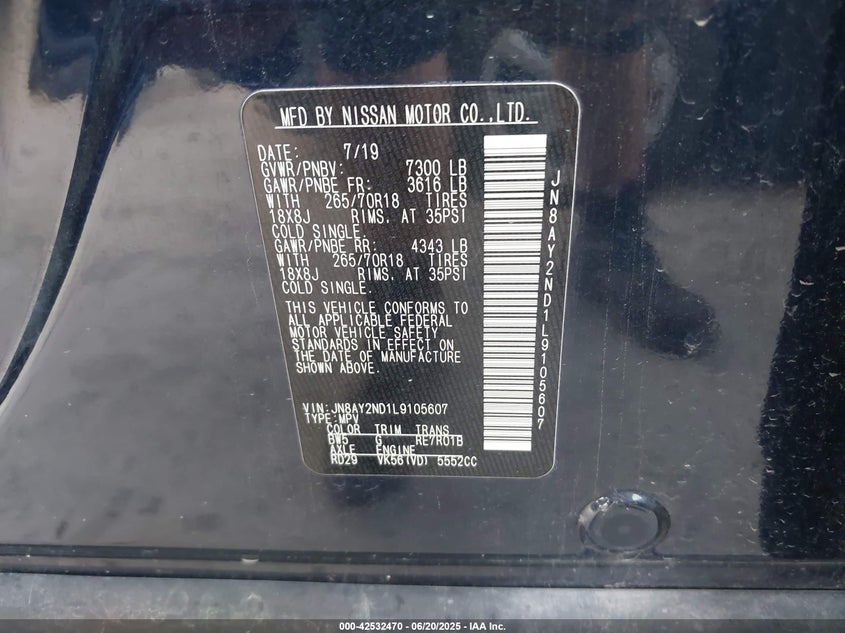 MFD BY NISSAN MOTOR CO.,LTD.
DATE: 7/19
GVWR/PNBV: 7300 LB
GAWR/PNBE FR: 3616 LB
WITH 265/70R18 TIRES
18X8J RIMS. AT 35PSI
COLD SINGLE.
GAWR/PNBE RR: 4343 LB
WITH 265/70R18 TIRES
18X8J RIMS. AT 35PSI
COLD SINGLE.
THIS VEHICLE CONFORMS TO
ALL APPLICABLE FEDERAL
MOTOR VEHICLE SAFETY
STANDARDS IN EFFECT ON
THE DATE OF MANUFACTURE
SHOWN ABOVE.
VIN: JN8AY2ND1L9105607
TYPE: MPV
COLOR TRIM TRANS
BW5 G RE7R01B
AXLE ENGINE
RD29 VK56(VD) 5552CC
JN8AY2ND1L9105607
000-42532470 — 06/20/2025 — IAA Inc.